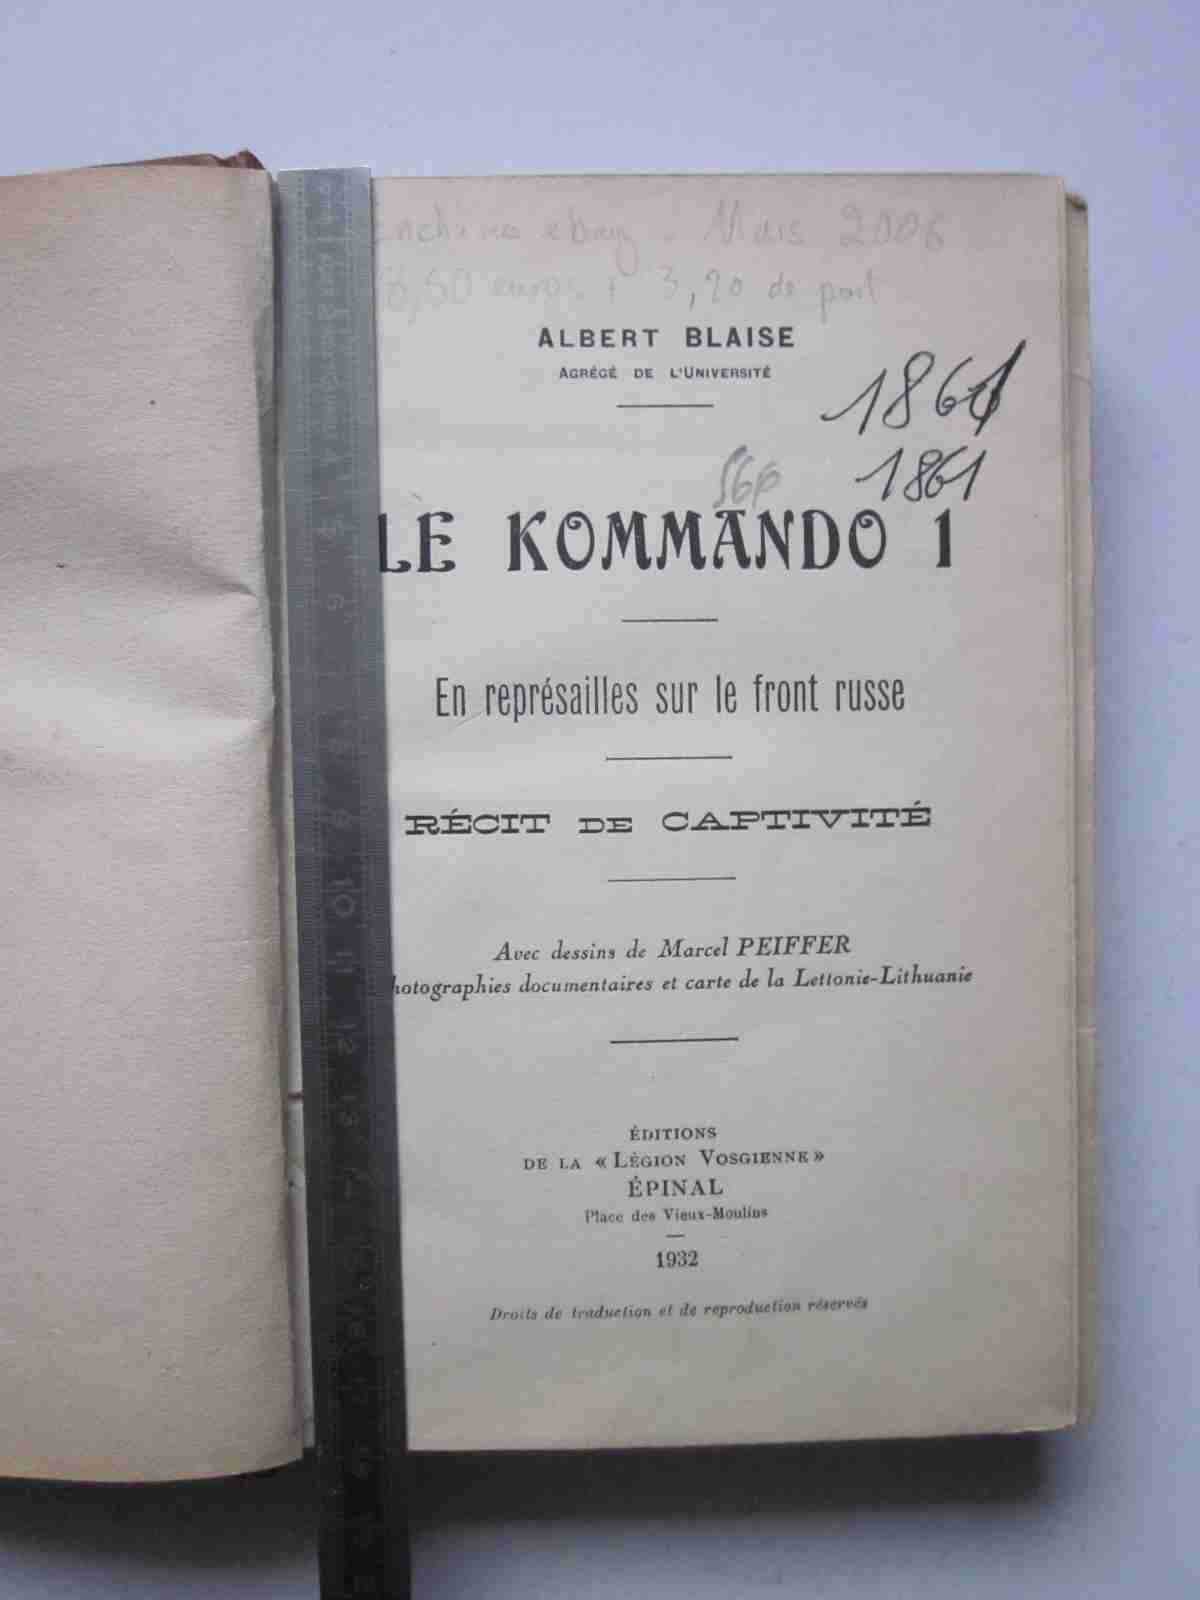 enchères ebay . Mars 2006
6,50 euros + 3,20 de port
ALBERT BLAISE
AGRÉGÉ DE L'UNIVERSITÉ
1861
1861
LE KOMMANDO 1
En représailles sur le front russe
RÉCIT DE CAPTIVITÉ
Avec dessins de Marcel PEIFFER
hotographies documentaires et carte de la Lettonie-Lithuanie
ÉDITIONS
DE LA « LÉGION VOSGIENNE »
ÉPINAL
Place des Vieux-Moulins
1932
Droits de traduction et de reproduction réservés